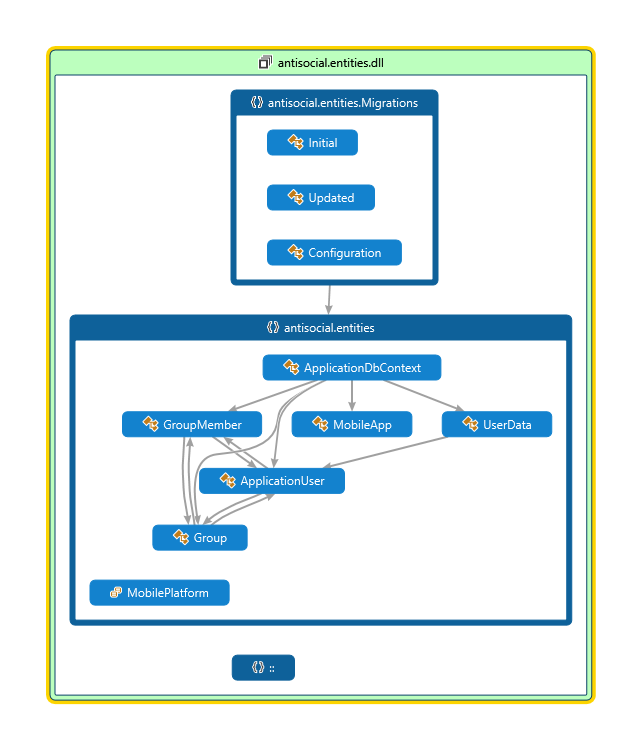 antisocial.entities.dll
antisocial.entities.Migrations
Initial
Updated
Configuration
antisocial.entities
ApplicationDbContext
GroupMember
MobileApp
UserData
ApplicationUser
Group
MobilePlatform
::